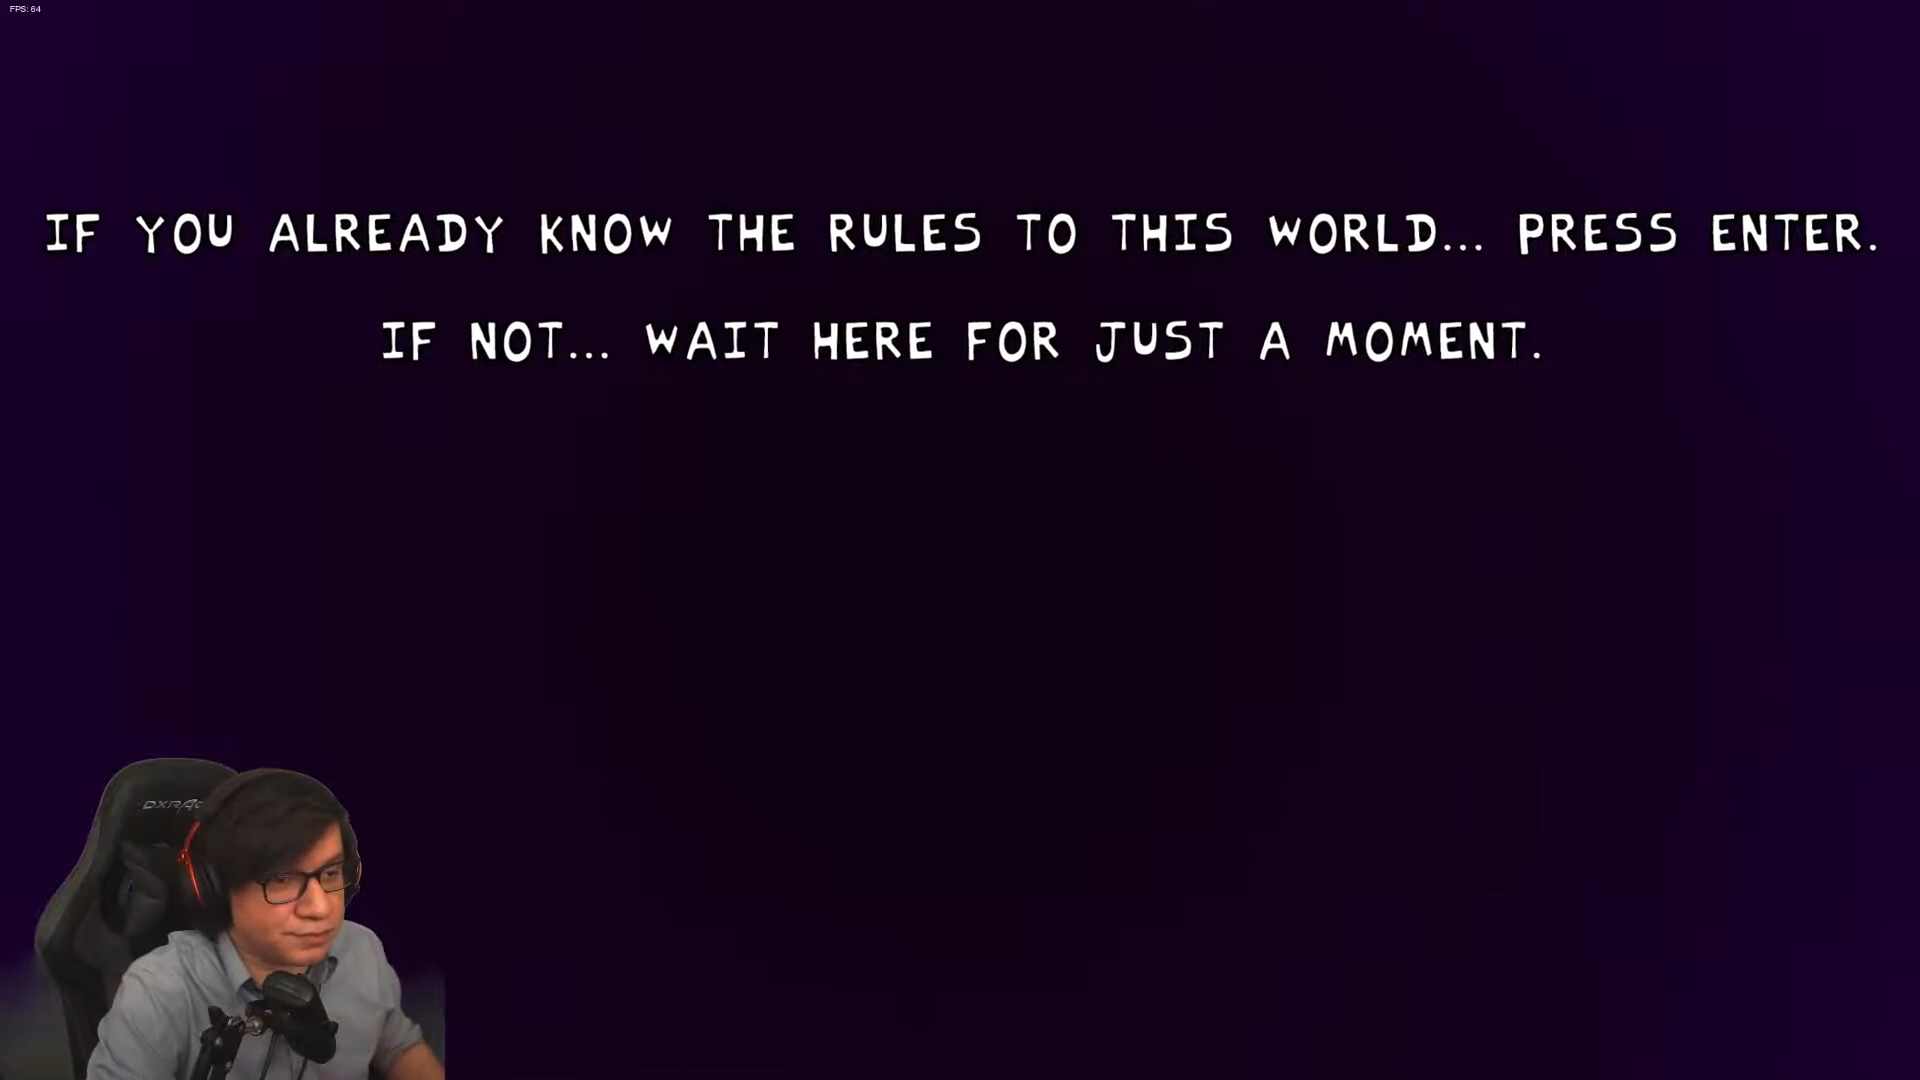 FPS: 64
IF YOU ALREADY KNOW THE RULES TO THIS WORLD... PRESS ENTER.
IF NOT... WAIT HERE FOR JUST A MOMENT.